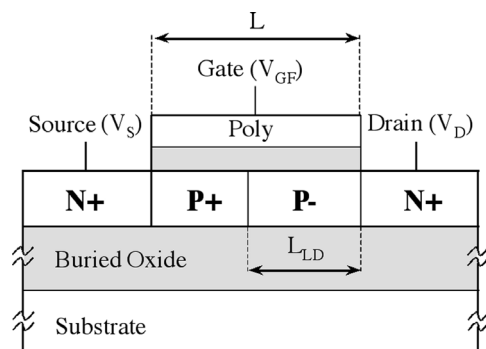 L
Gate (V_GF)
Source (V_S)
Poly
Drain (V_D)
N+
P+
P-
N+
Buried Oxide
L_LD
Substrate